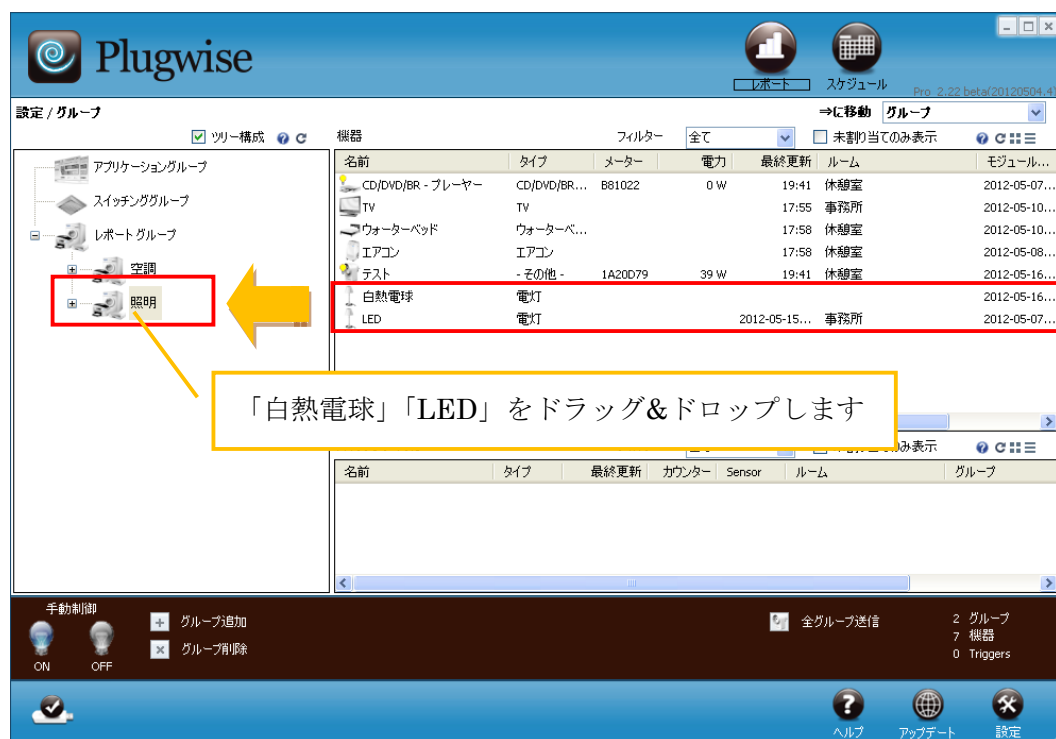 Plugwise
レポート
スケジュール
Pro 2.22 beta(20120504.4)
設定 / グループ
⇒に移動 グループ
ツリー構成
機器 フィルター 全て 未割り当てのみ表示
名前 タイプ メーター 電力 最終更新 ルーム モジュール...
CD/DVD/BR - プレーヤー CD/DVD/BR... B81022 0 W 19:41 休憩室 2012-05-07...
TV TV 17:55 事務所 2012-05-10...
ウォーターベッド ウォーターベ... 17:58 休憩室 2012-05-10...
エアコン エアコン 17:58 休憩室 2012-05-08...
テスト - その他 - 1A20D79 39 W 19:41 休憩室 2012-05-16...
白熱電球 電灯 2012-05-16...
LED 電灯 2012-05-15... 事務所 2012-05-07...
アプリケーショングループ
スイッチンググループ
レポートグループ
空調
照明
「白熱電球」「LED」をドラッグ&ドロップします
のみ表示
名前 タイプ 最終更新 カウンター Sensor ルーム グループ
手動制御
ON OFF
グループ追加
グループ削除
全グループ送信
2 グループ
7 機器
0 Triggers
ヘルプ
アップデート
設定